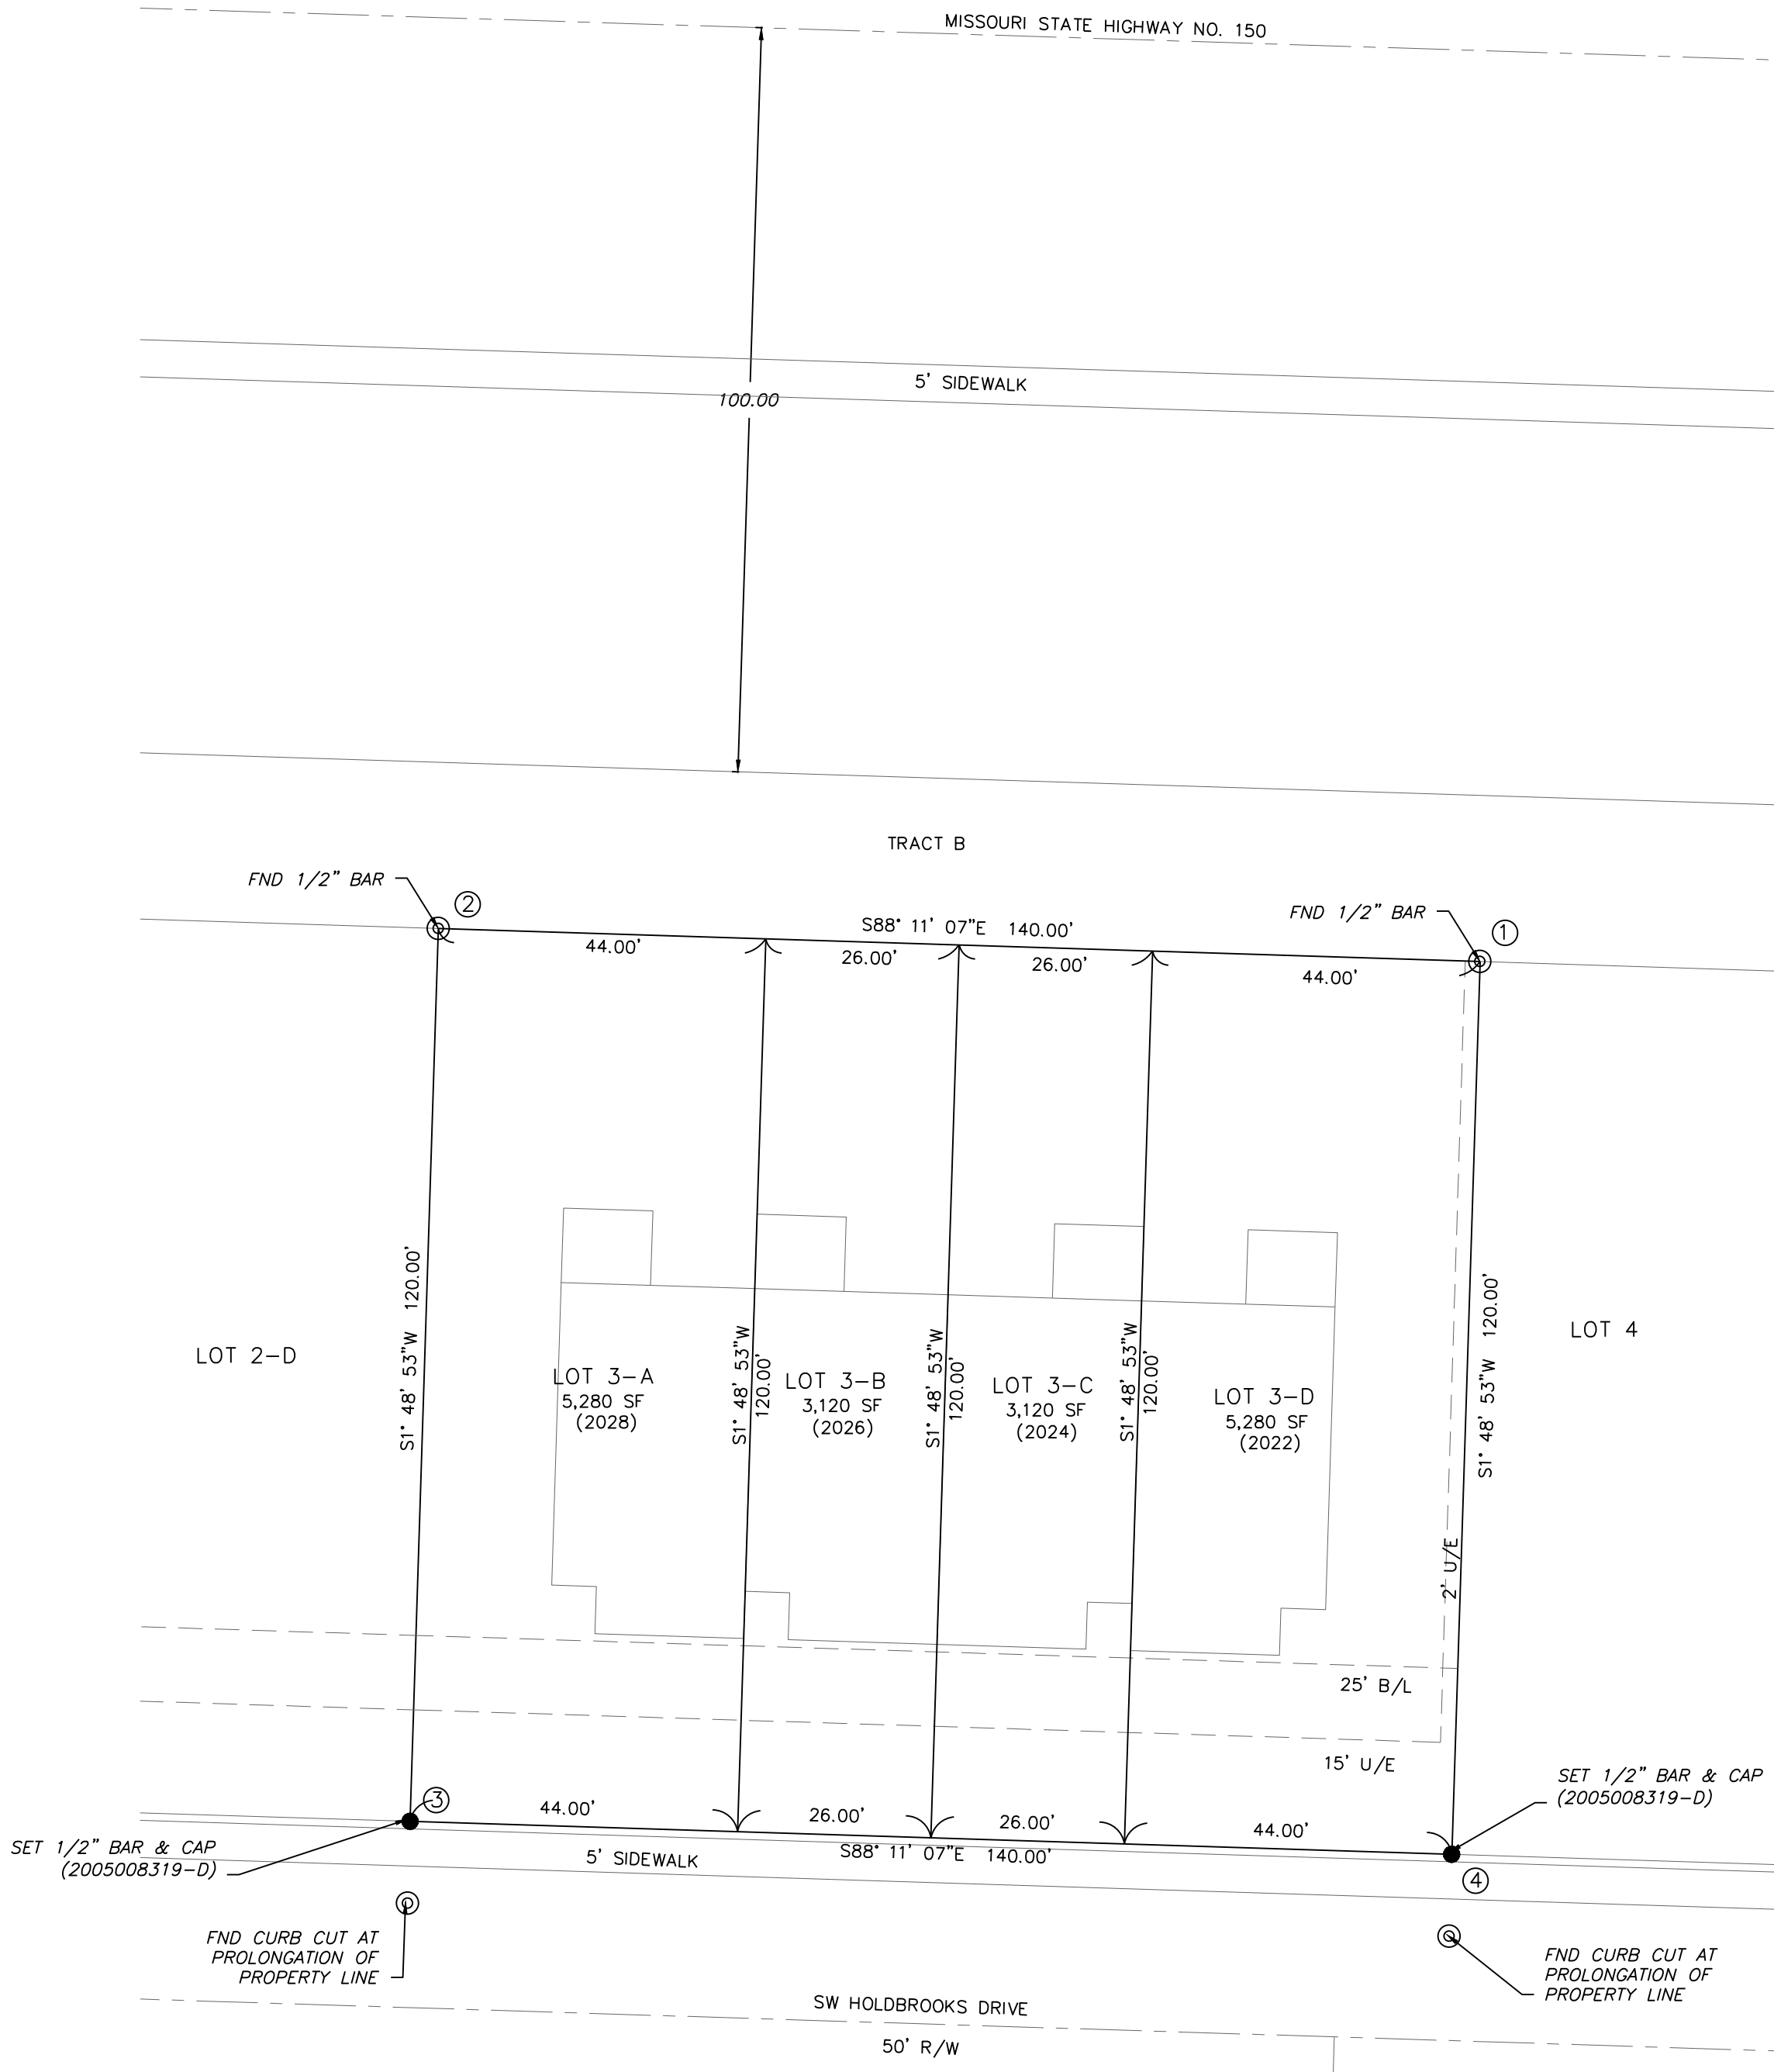 MISSOURI STATE HIGHWAY NO. 150
5' SIDEWALK
100.00
TRACT B
FND 1/2" BAR
2
S88° 11' 07"E 140.00'
FND 1/2" BAR
1
44.00'
26.00'
26.00'
44.00'
S1° 48' 53"W 120.00'
S1° 48' 53"W
120.00'
S1° 48' 53"W
120.00'
S1° 48' 53"W
120.00'
S1° 48' 53"W 120.00'
LOT 2-D
LOT 3-A
5,280 SF
(2028)
LOT 3-B
3,120 SF
(2026)
LOT 3-C
3,120 SF
(2024)
LOT 3-D
5,280 SF
(2022)
LOT 4
2' U/E
25' B/L
15' U/E
3
44.00'
26.00'
26.00'
44.00'
S88° 11' 07"E 140.00'
SET 1/2" BAR & CAP
(2005008319-D)
SET 1/2" BAR & CAP
(2005008319-D)
5' SIDEWALK
4
FND CURB CUT AT
PROLONGATION OF
PROPERTY LINE
FND CURB CUT AT
PROLONGATION OF
PROPERTY LINE
SW HOLDBROOKS DRIVE
50' R/W